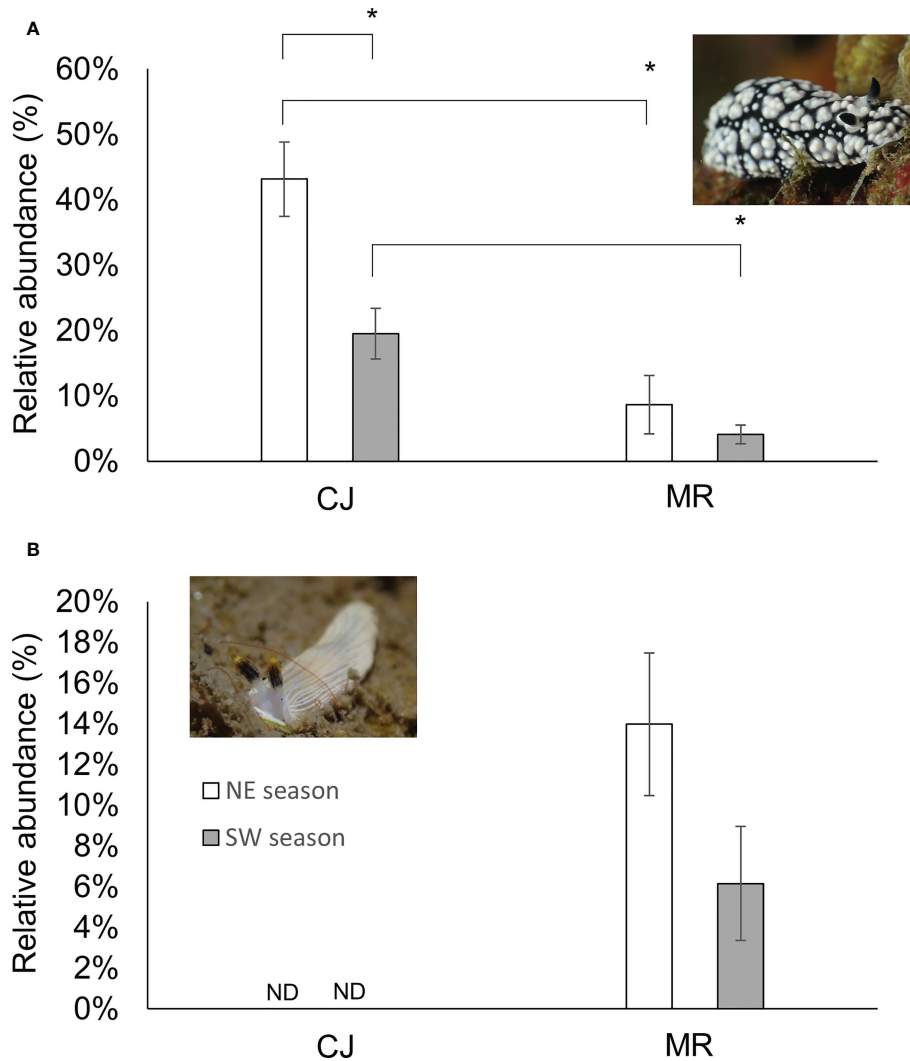 A
*
*
*
Relative abundance (%)
60%
50%
40%
30%
20%
10%
0%
CJ MR
B
Relative abundance (%)
20%
18%
16%
14%
12%
10%
8%
6%
4%
2%
0%
NE season
SW season
ND ND
CJ MR